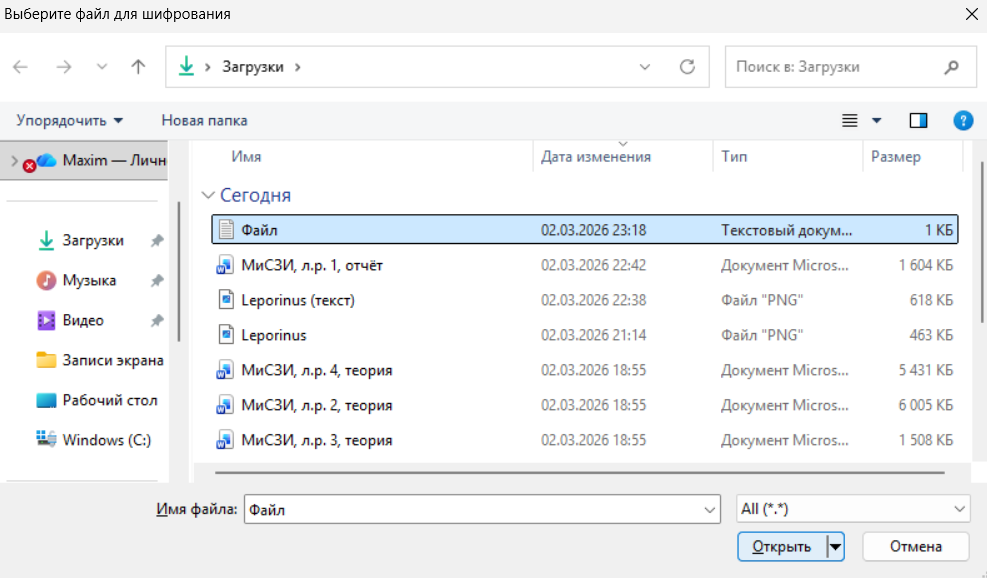 Выберите файл для шифрования
Загрузки
Поиск в: Загрузки
Упорядочить
Новая папка
Maxim — Личн
Загрузки
Музыка
Видео
Записи экрана
Рабочий стол
Windows (C:)
Имя Дата изменения Тип Размер
Сегодня
Файл 02.03.2026 23:18 Текстовый докум... 1 КБ
МиСЗИ, л.р. 1, отчёт 02.03.2026 22:42 Документ Micros... 1 604 КБ
Leporinus (текст) 02.03.2026 22:38 Файл "PNG" 618 КБ
Leporinus 02.03.2026 21:14 Файл "PNG" 463 КБ
МиСЗИ, л.р. 4, теория 02.03.2026 18:55 Документ Micros... 5 431 КБ
МиСЗИ, л.р. 2, теория 02.03.2026 18:55 Документ Micros... 6 005 КБ
МиСЗИ, л.р. 3, теория 02.03.2026 18:55 Документ Micros... 1 508 КБ
Имя файла: Файл
All (*.*)
Открыть
Отмена